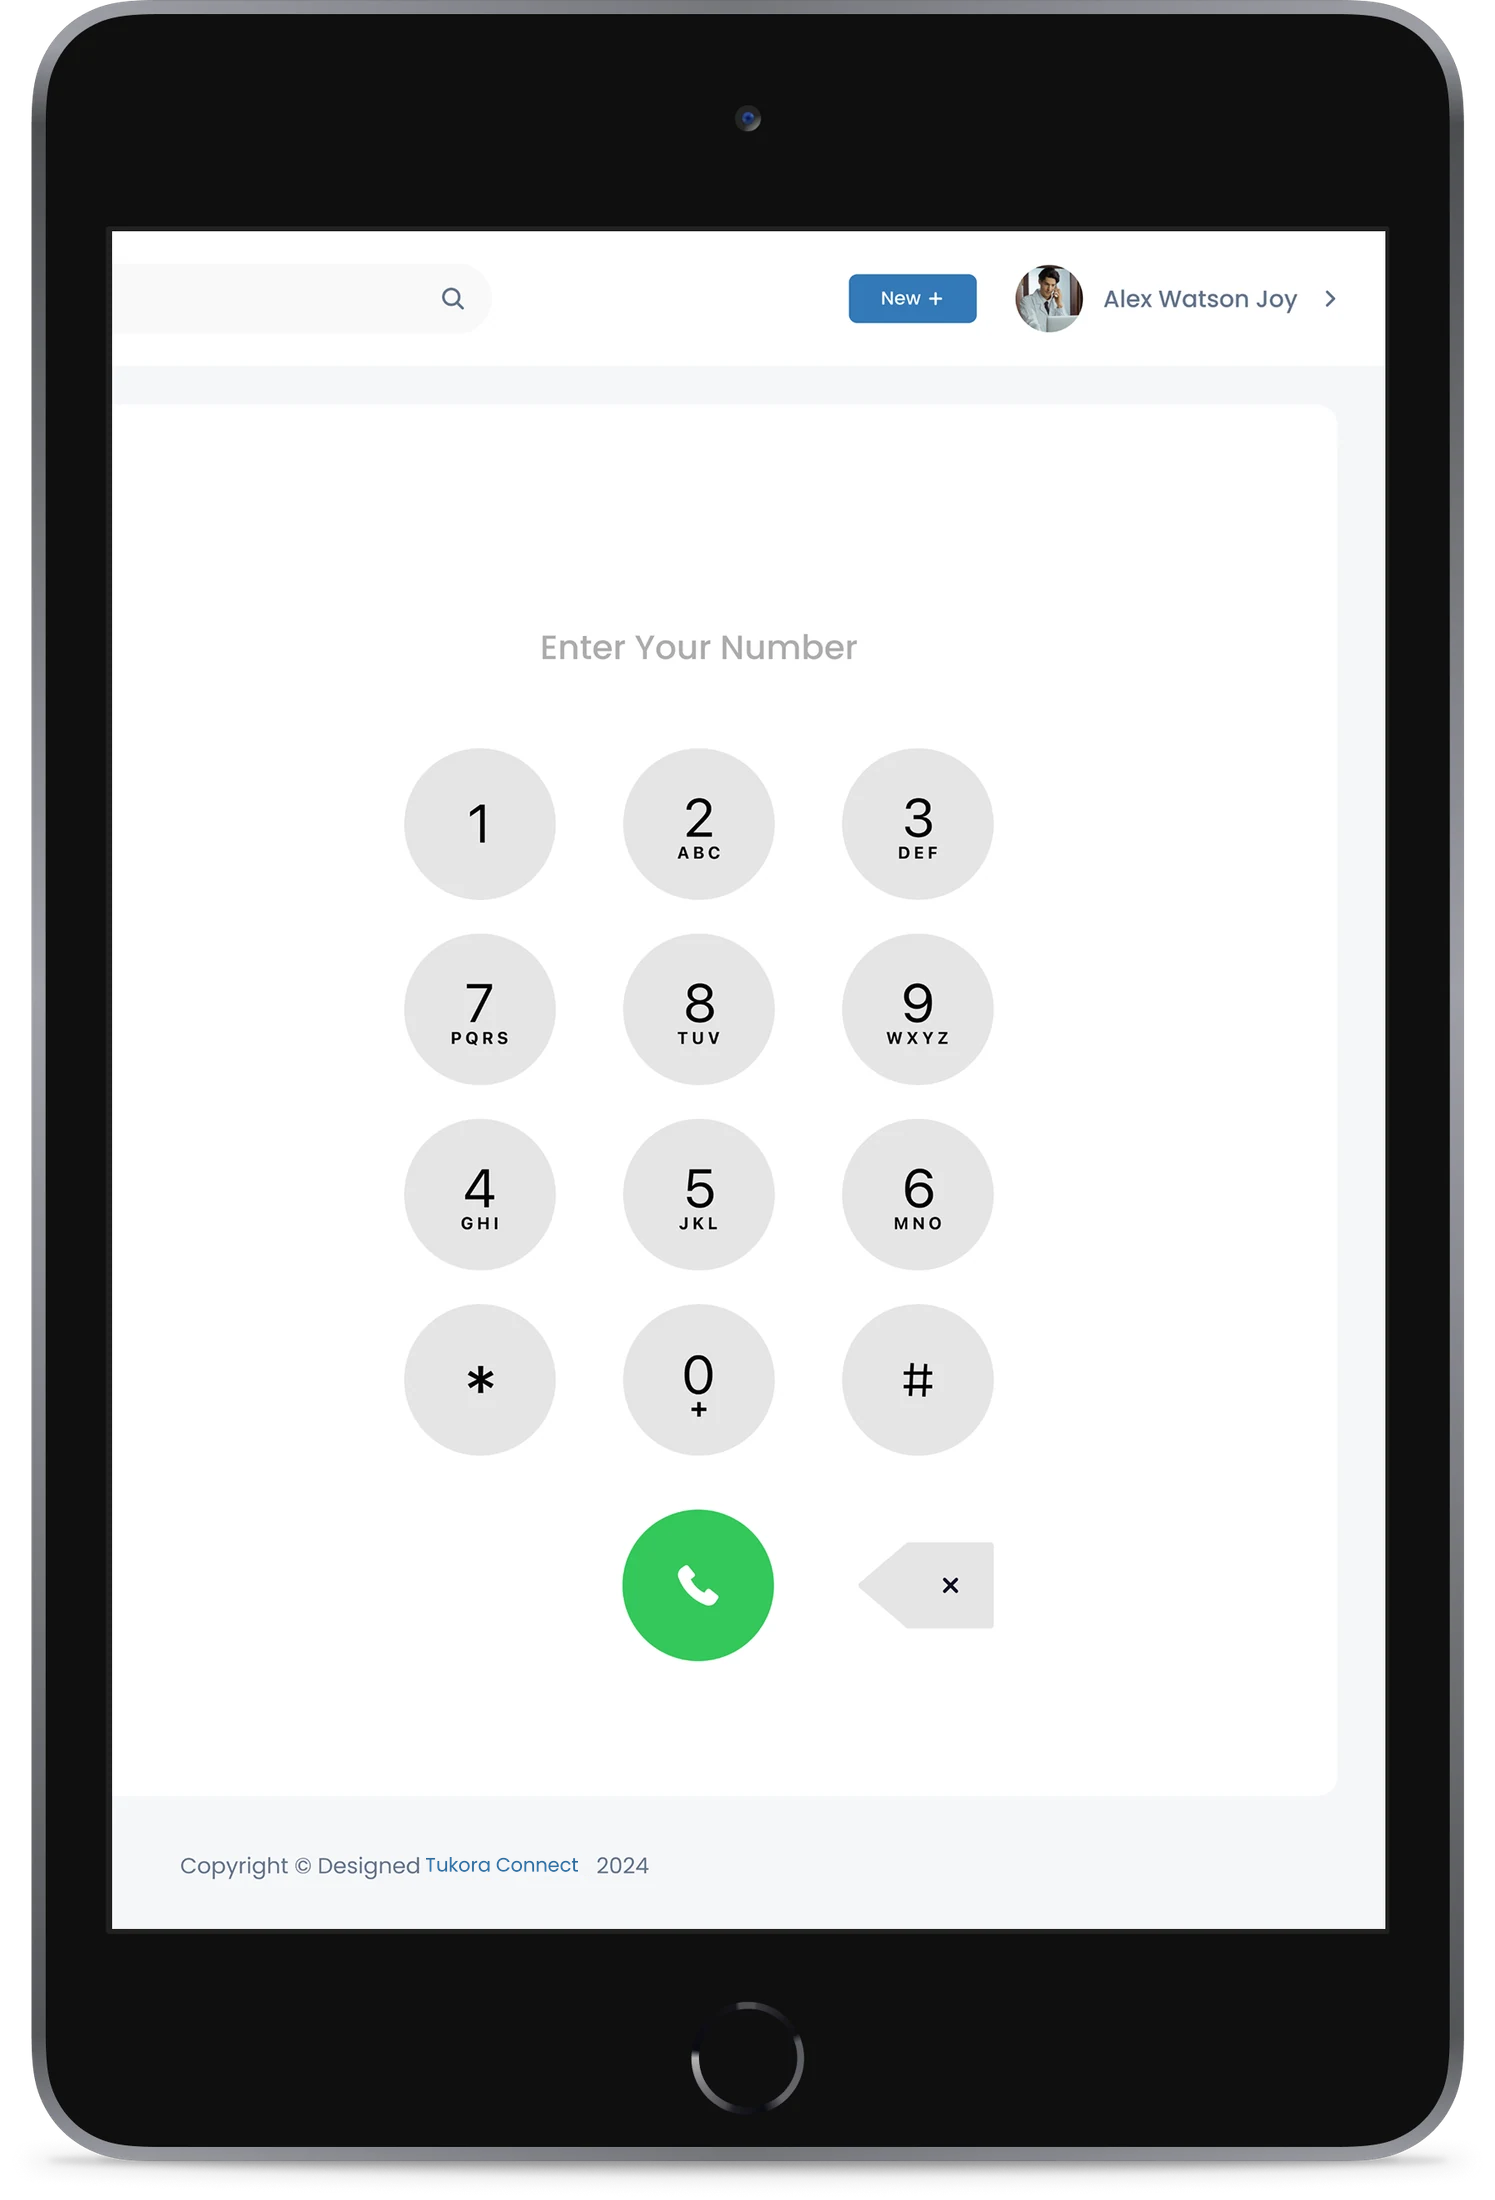 New +
Alex Watson Joy
Enter Your Number
1
2
ABC
3
DEF
7
PQRS
8
TUV
9
WXYZ
4
GHI
5
JKL
6
MNO
*
0
+
#
Copyright © Designed Tukora Connect 2024